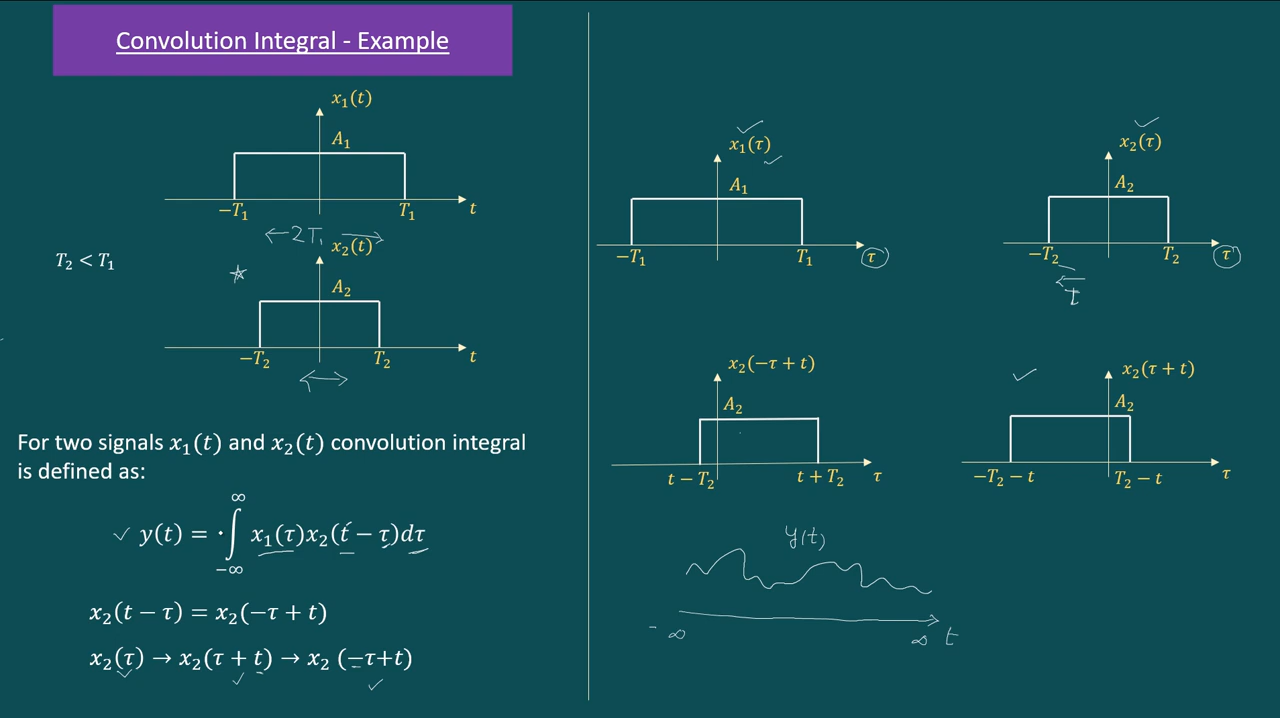 Convolution Integral - Example
x₁(t)
A₁
−T₁ T₁ t
←2T₁→
x₂(t)
T₂ < T₁
A₂
−T₂ T₂ t
For two signals x₁(t) and x₂(t) convolution integral
is defined as:
y(t) = ∫_{−∞}^{∞} x₁(τ)x₂(t − τ)dτ
x₂(t − τ) = x₂(−τ + t)
x₂(τ) → x₂(τ + t) → x₂ (−τ+t)
x₁(τ)
A₁
−T₁ T₁ τ
x₂(τ)
A₂
−T₂ T₂ τ
t
x₂(−τ + t)
A₂
t − T₂ t + T₂ τ
x₂(τ + t)
A₂
−T₂ − t T₂ − t τ
y(t)
-∞ ∞ t